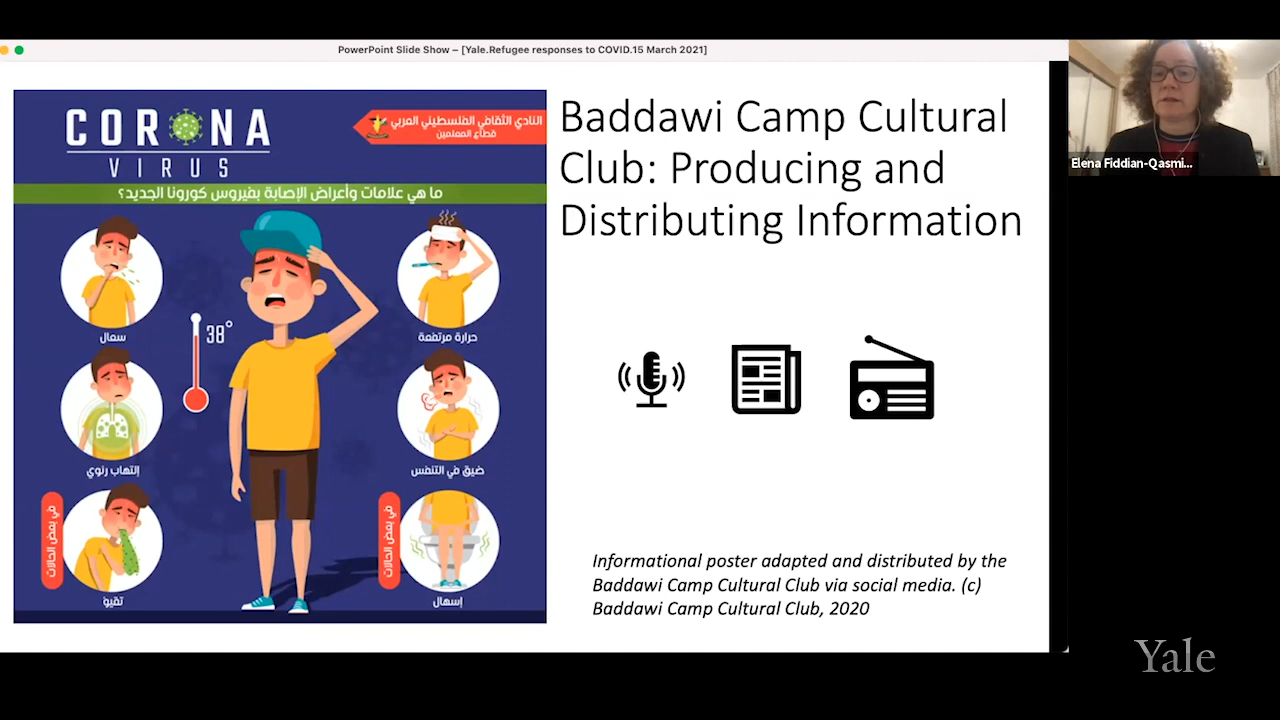 PowerPoint Slide Show – [Yale.Refugee responses to COVID.15 March 2021]
CORONA
VIRUS
النادي الثقافي الفلسطيني العربي
قطاع المعلمين
ما هي علامات وأعراض الإصابة بفيروس كورونا الجديد؟
سعال
38°
حرارة مرتفعة
إلتهاب رئوي
ضيق في التنفس
في بعض الحالات
تقيؤ
في بعض الحالات
إسهال
Baddawi Camp Cultural
Club: Producing and
Distributing Information
Informational poster adapted and distributed by the
Baddawi Camp Cultural Club via social media. (c)
Baddawi Camp Cultural Club, 2020
Elena Fiddian-Qasmi...
Yale